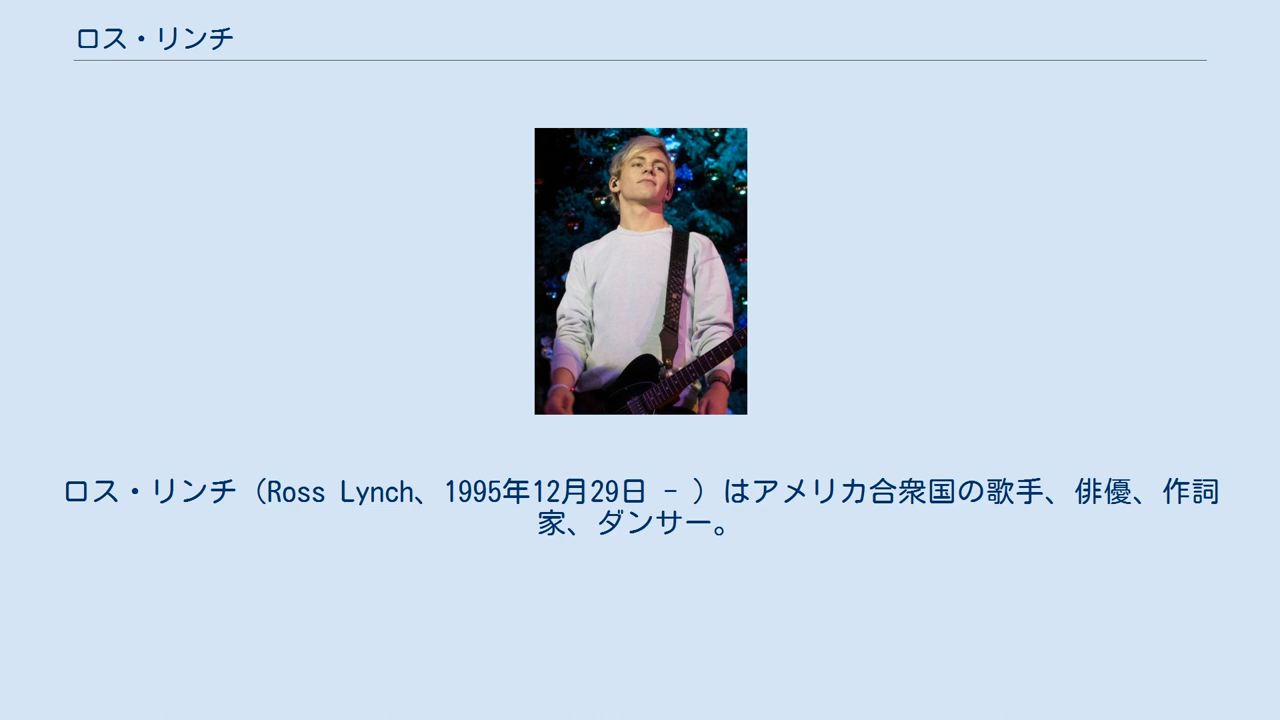 ロス・リンチ
ロス・リンチ（Ross Lynch、1995年12月29日 - ）はアメリカ合衆国の歌手、俳優、作詞
家、ダンサー。